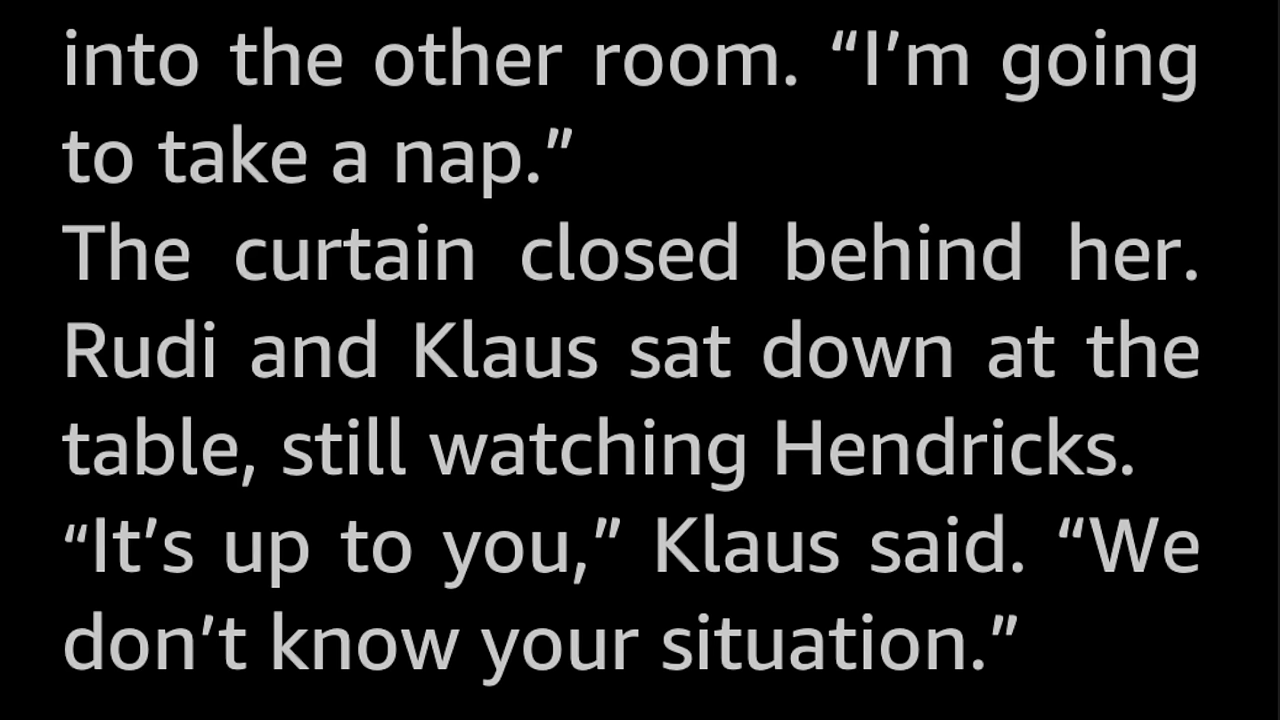 into the other room. “I’m going
to take a nap.”
The curtain closed behind her.
Rudi and Klaus sat down at the
table, still watching Hendricks.
“It’s up to you,” Klaus said. “We
don’t know your situation.”